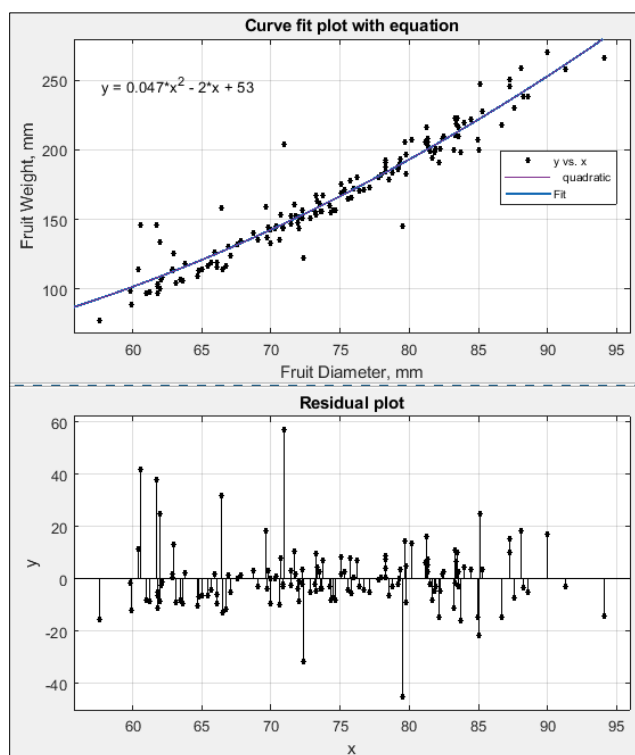 Curve fit plot with equation
y = 0.047*x² - 2*x + 53
Fruit Weight, mm
250
200
150
100
y vs. x
quadratic
Fit
60 65 70 75 80 85 90 95
Fruit Diameter, mm
Residual plot
y
60
40
20
0
-20
-40
60 65 70 75 80 85 90 95
x